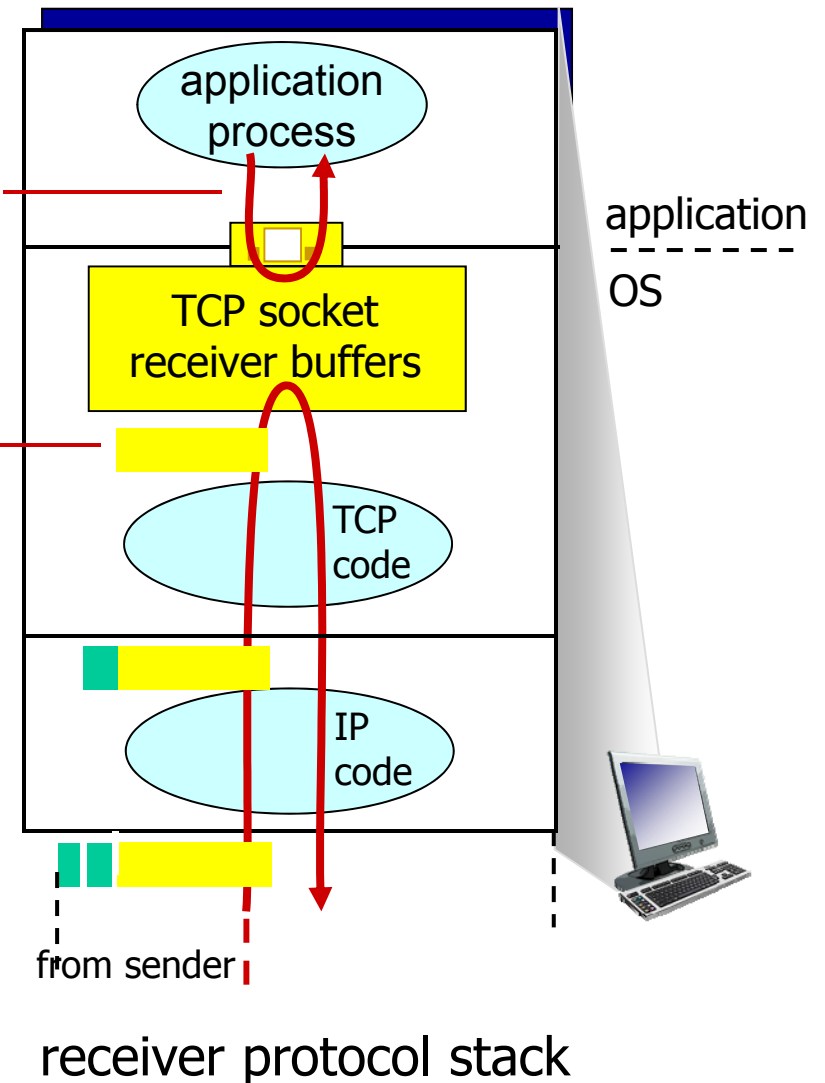 application
process
application
OS
TCP socket
receiver buffers
TCP
code
IP
code
from sender
receiver protocol stack